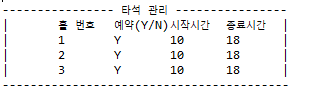 --------------- 타석 관리 ---------------
| 홀 번호 예약(Y/N)시작시간 종료시간 |
| 1 Y 10 18 |
| 2 Y 10 18 |
| 3 Y 10 18 |
-----------------------------------------